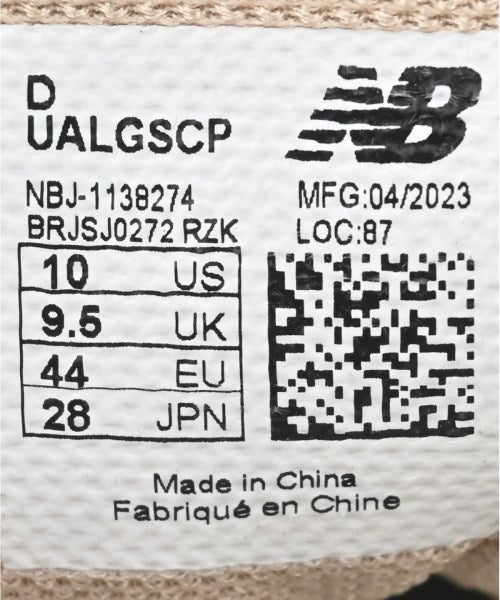 D
UALGSCP
NB
NBJ-1138274
MFG:04/2023
BRJSJ0272 RZK
LOC:87
10 US
9.5 UK
44 EU
28 JPN
Made in China
Fabriqué en Chine